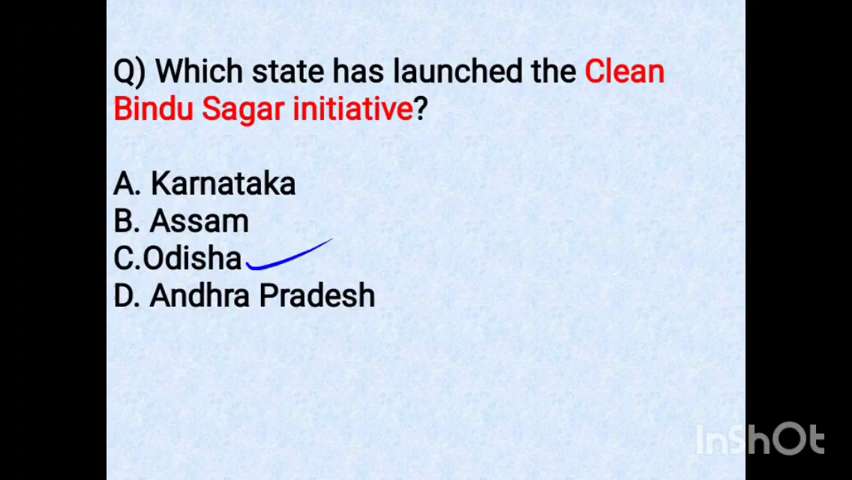 Q) Which state has launched the Clean
Bindu Sagar initiative?
A. Karnataka
B. Assam
C.Odisha
D. Andhra Pradesh
InShOt